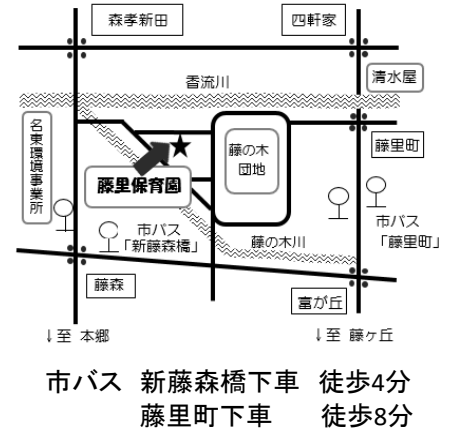 森孝新田
四軒家
香流川
清水屋
名東環境事業所
藤の木
団地
藤里町
藤里保育園
市バス
「新藤森橋」
藤の木川
市バス
「藤里町」
藤森
富が丘
↓至 本郷
↓至 藤ヶ丘
市バス 新藤森橋下車 徒歩4分
藤里町下車 徒歩8分